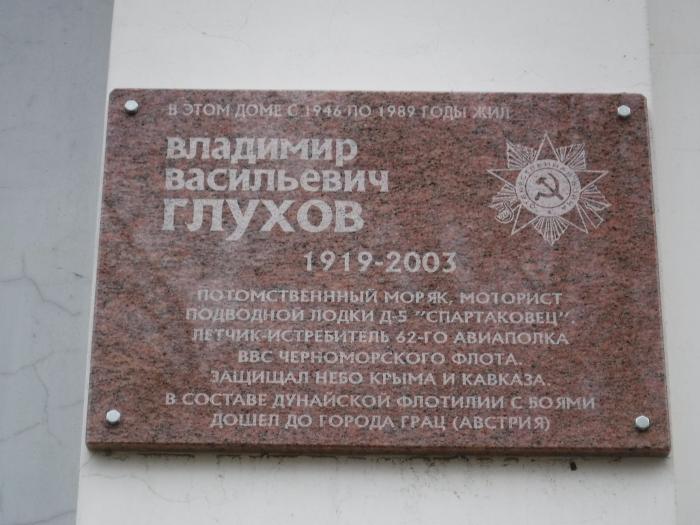 В ЭТОМ ДОМЕ С 1946 ПО 1989 ГОДЫ ЖИЛ
ВЛАДИМИР
ВАСИЛЬЕВИЧ
ГЛУХОВ
1919-2003
ПОТОМСТВЕНННЫЙ МОРЯК, МОТОРИСТ
ПОДВОДНОЙ ЛОДКИ Д-5 "СПАРТАКОВЕЦ",
ЛЕТЧИК-ИСТРЕБИТЕЛЬ 62-ГО АВИАПОЛКА
ВВС ЧЕРНОМОРСКОГО ФЛОТА.
ЗАЩИЩАЛ НЕБО КРЫМА И КАВКАЗА.
В СОСТАВЕ ДУНАЙСКОЙ ФЛОТИЛИИ С БОЯМИ
ДОШЕЛ ДО ГОРОДА ГРАЦ (АВСТРИЯ)